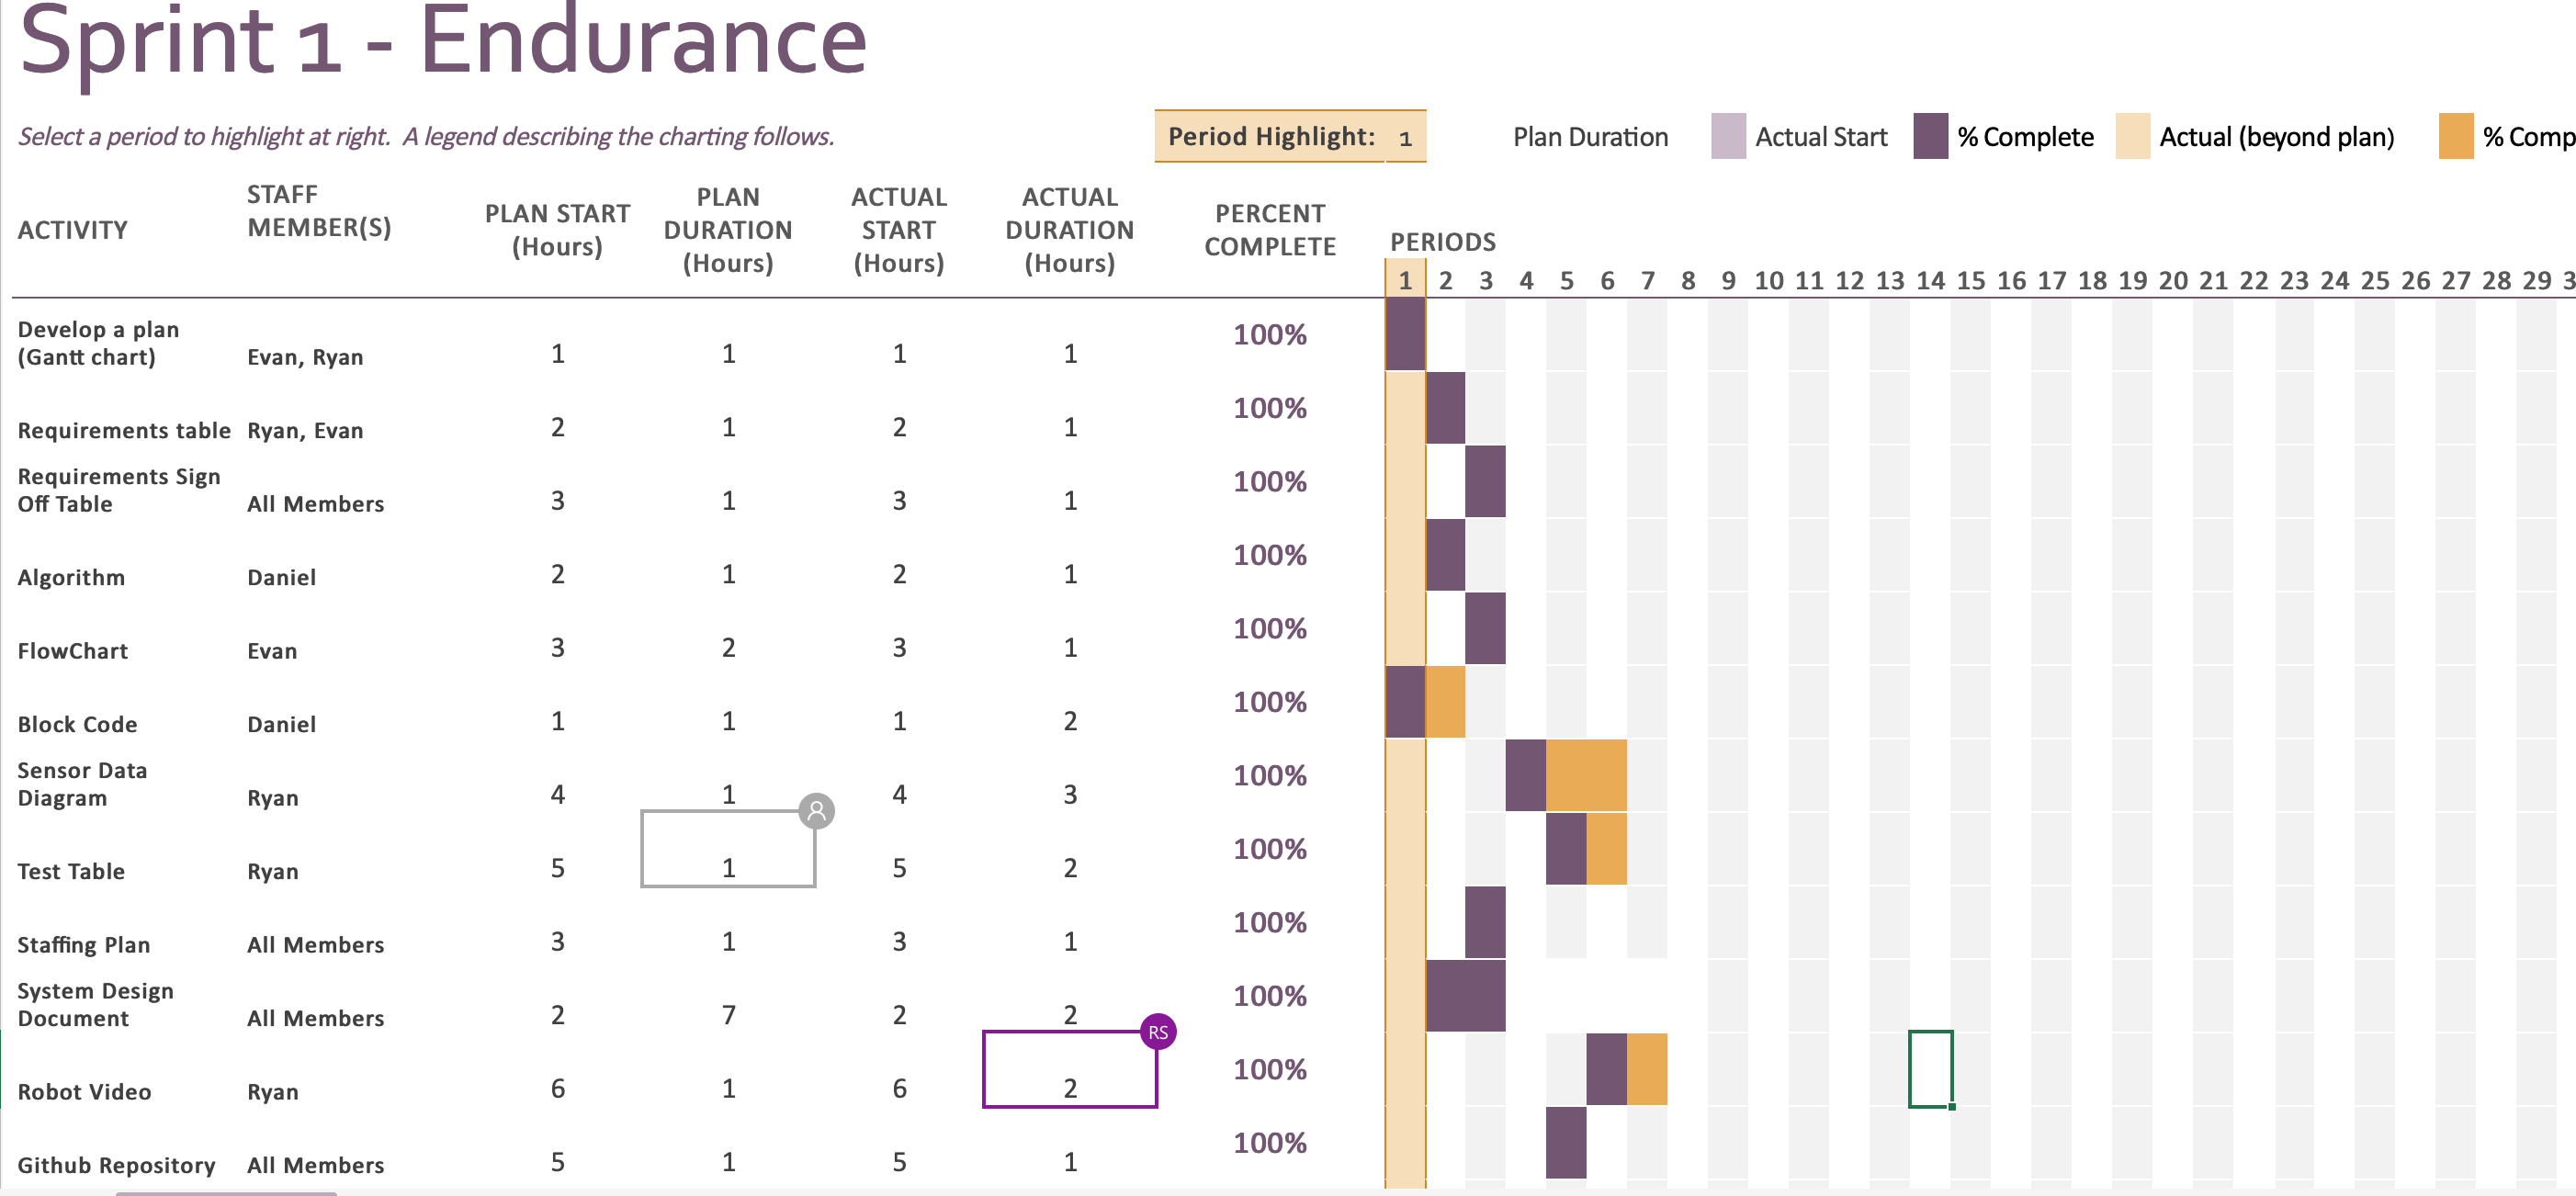 Sprint 1 - Endurance
Select a period to highlight at right.  A legend describing the charting follows.
Period Highlight: 1
Plan Duration
Actual Start
% Complete
Actual (beyond plan)
% Comp
ACTIVITY
STAFF
MEMBER(S)
PLAN START
(Hours)
PLAN
DURATION
(Hours)
ACTUAL
START
(Hours)
ACTUAL
DURATION
(Hours)
PERCENT
COMPLETE
PERIODS
1 2 3 4 5 6 7 8 9 10 11 12 13 14 15 16 17 18 19 20 21 22 23 24 25 26 27 28 29 3
Develop a plan
(Gantt chart) Evan, Ryan 1 1 1 1 100%
Requirements table Ryan, Evan 2 1 2 1 100%
Requirements Sign
Off Table All Members 3 1 3 1 100%
Algorithm Daniel 2 1 2 1 100%
FlowChart Evan 3 2 3 1 100%
Block Code Daniel 1 1 1 2 100%
Sensor Data
Diagram Ryan 4 1 4 3 100%
Test Table Ryan 5 1 5 2 100%
Staffing Plan All Members 3 1 3 1 100%
System Design
Document All Members 2 7 2 2 100%
RS
Robot Video Ryan 6 1 6 2 100%
Github Repository All Members 5 1 5 1 100%